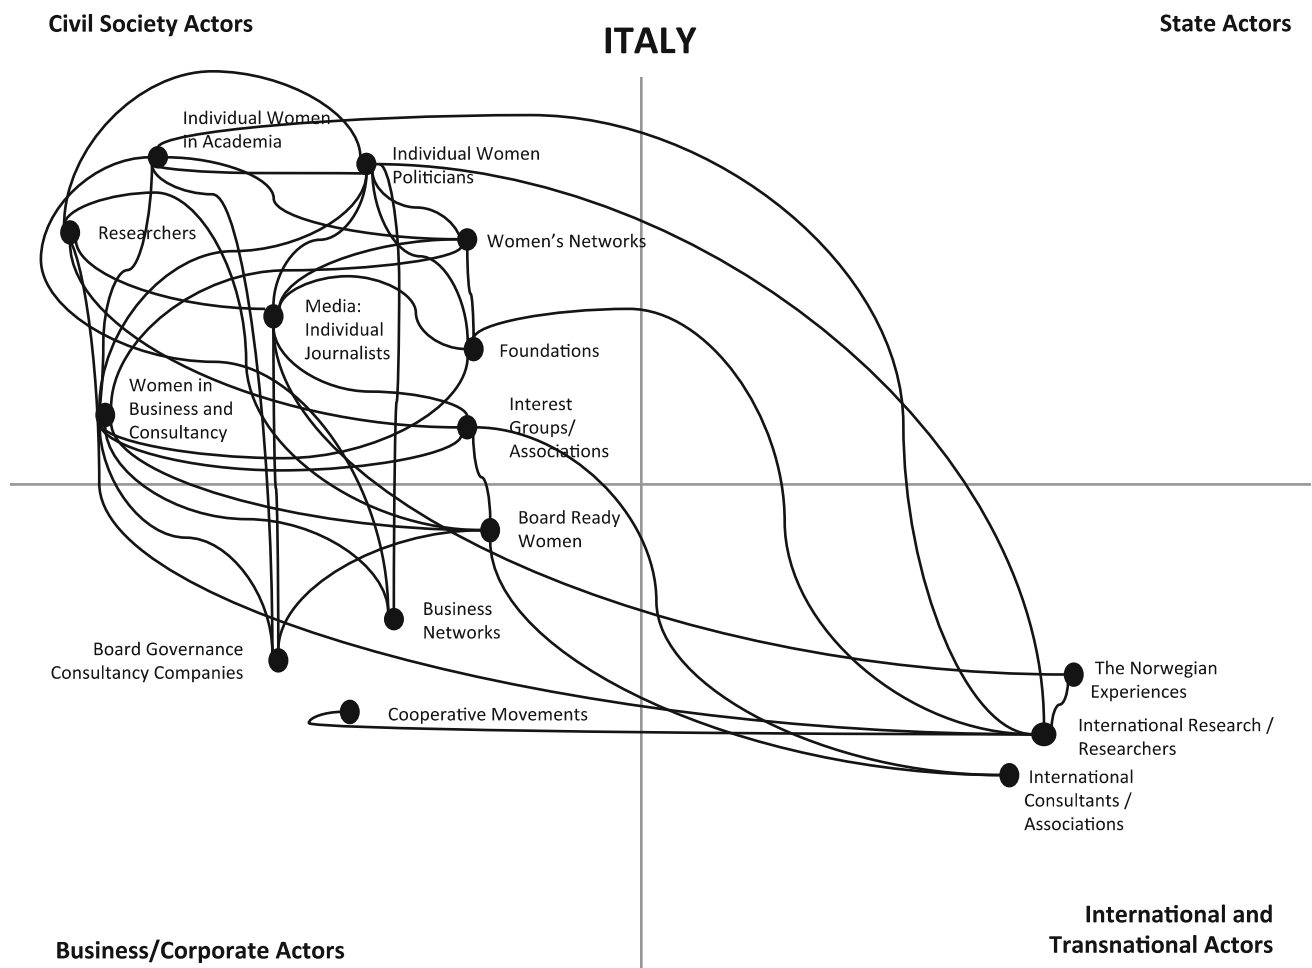 Civil Society Actors
ITALY
State Actors
Individual Women
in Academia
Individual Women
Politicians
Researchers
Women's Networks
Media:
Individual
Journalists
Foundations
Women in
Business and
Consultancy
Interest
Groups/
Associations
Board Ready
Women
Business
Networks
Board Governance
Consultancy Companies
Cooperative Movements
The Norwegian
Experiences
International Research /
Researchers
International
Consultants /
Associations
Business/Corporate Actors
International and
Transnational Actors